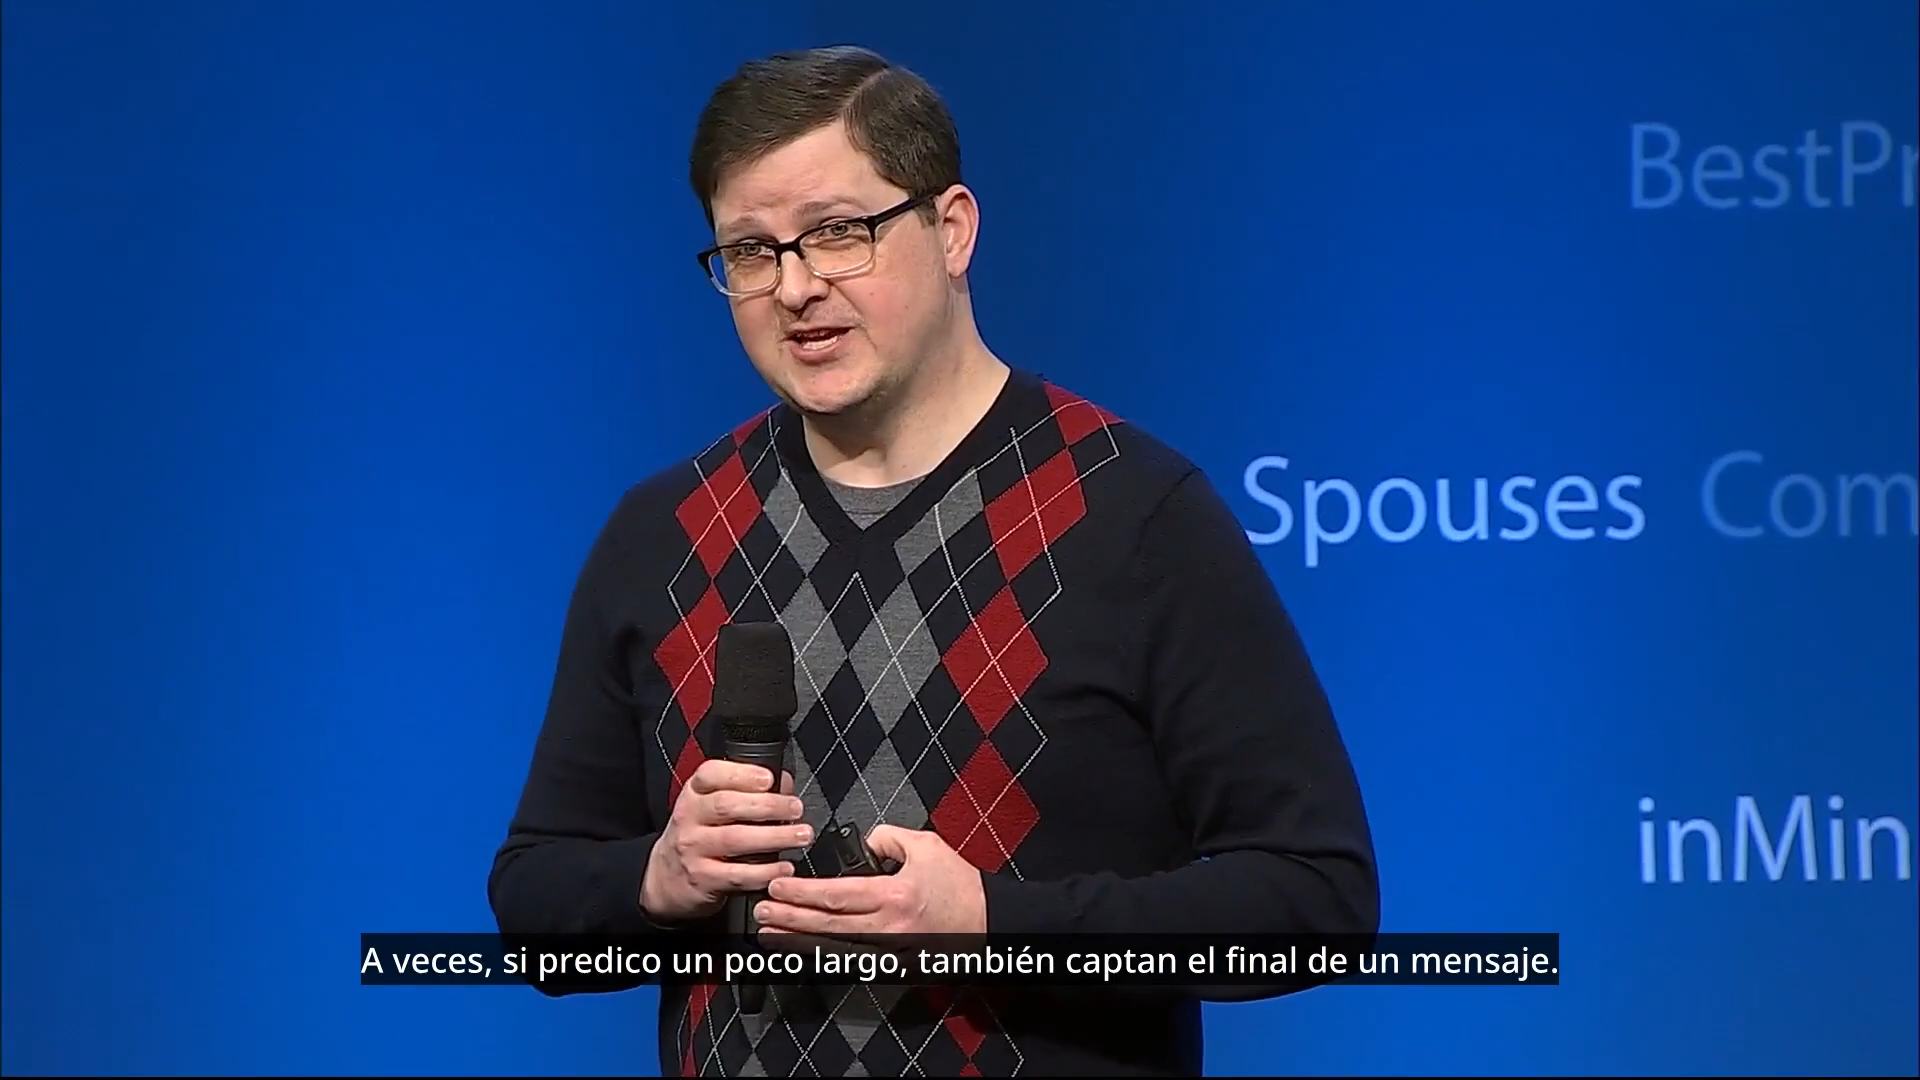 BestPr
Spouses Com
inMin
A veces, si predico un poco largo, también captan el final de un mensaje.